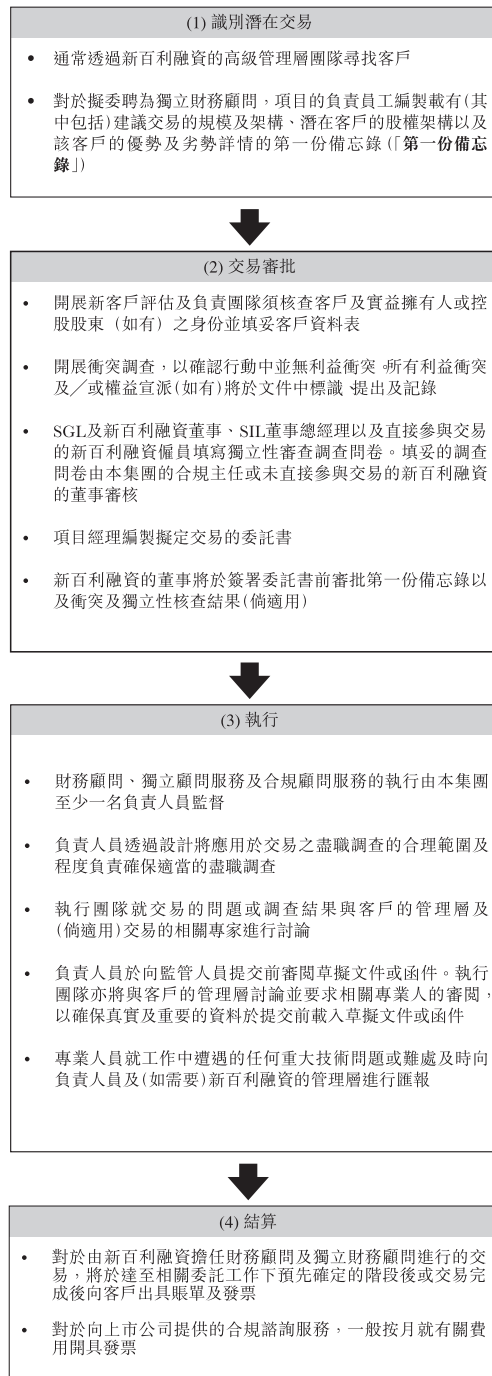 (1) 識別潛在交易
• 通常透過新百利融資的高級管理層團隊尋找客戶
• 對於擬委聘為獨立財務顧問，項目的負責員工編製載有(其
中包括)建議交易的規模及架構、潛在客戶的股權架構以及
該客戶的優勢及劣勢詳情的第一份備忘錄(「第一份備忘
錄」)
(2) 交易審批
• 開展新客戶評估及負責團隊須核查客戶及實益擁有人或控
股股東（如有）之身份並填妥客戶資料表
• 開展衝突調查，以確認行動中並無利益衝突。所有利益衝突
及╱或權益宣派(如有)將於文件中標識、提出及記錄
• SGL及新百利融資董事、SIL董事總經理以及直接參與交易
的新百利融資僱員填寫獨立性審查調查問卷。填妥的調查
問卷由本集團的合規主任或未直接參與交易的新百利融資
的董事審核
• 項目經理編製擬定交易的委託書
• 新百利融資的董事將於簽署委託書前審批第一份備忘錄以
及衝突及獨立性核查結果(倘適用)
(3) 執行
• 財務顧問、獨立顧問服務及合規顧問服務的執行由本集團
至少一名負責人員監督
• 負責人員透過設計將應用於交易之盡職調查的合理範圍及
程度負責確保適當的盡職調查
• 執行團隊就交易的問題或調查結果與客戶的管理層及
(倘適用)交易的相關專家進行討論
• 負責人員於向監管人員提交前審閱草擬文件或函件。執行
團隊亦將與客戶的管理層討論並要求相關專業人的審閱，
以確保真實及重要的資料於提交前載入草擬文件或函件
• 專業人員就工作中遭遇的任何重大技術問題或難處及時向
負責人員及(如需要)新百利融資的管理層進行匯報
(4) 結算
• 對於由新百利融資擔任財務顧問及獨立財務顧問進行的交
易，將於達至相關委託工作下預先確定的階段後或交易完
成後向客戶出具賬單及發票
• 對於向上市公司提供的合規諮詢服務，一般按月就有關費
用開具發票